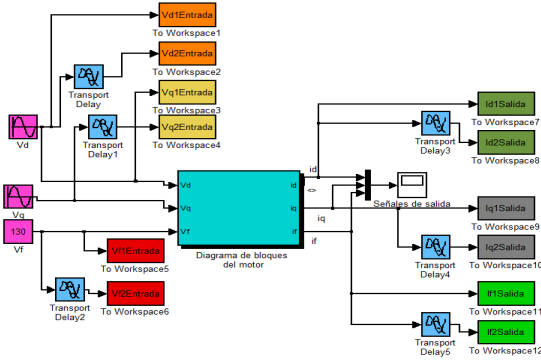 Vd1Entrada
To Workspace1
Vd2Entrada
To Workspace2
Transport
Delay
Vq1Entrada
To Workspace3
Vq2Entrada
To Workspace4
Transport
Delay1
Vd
Vq
130
Vf
Vd
Vq
Vf
id
iq
if
Diagrama de bloques
del motor
Vf1Entrada
To Workspace5
Vf2Entrada
To Workspace6
Transport
Delay2
id
<>
iq
if
Señales de salida
Id1Salida
To Workspace7
Transport
Delay3
Id2Salida
To Workspace8
Iq1Salida
To Workspace9
Transport
Delay4
Iq2Salida
To Workspace10
If1Salida
To Workspace11
Transport
Delay5
If2Salida
To Workspace12